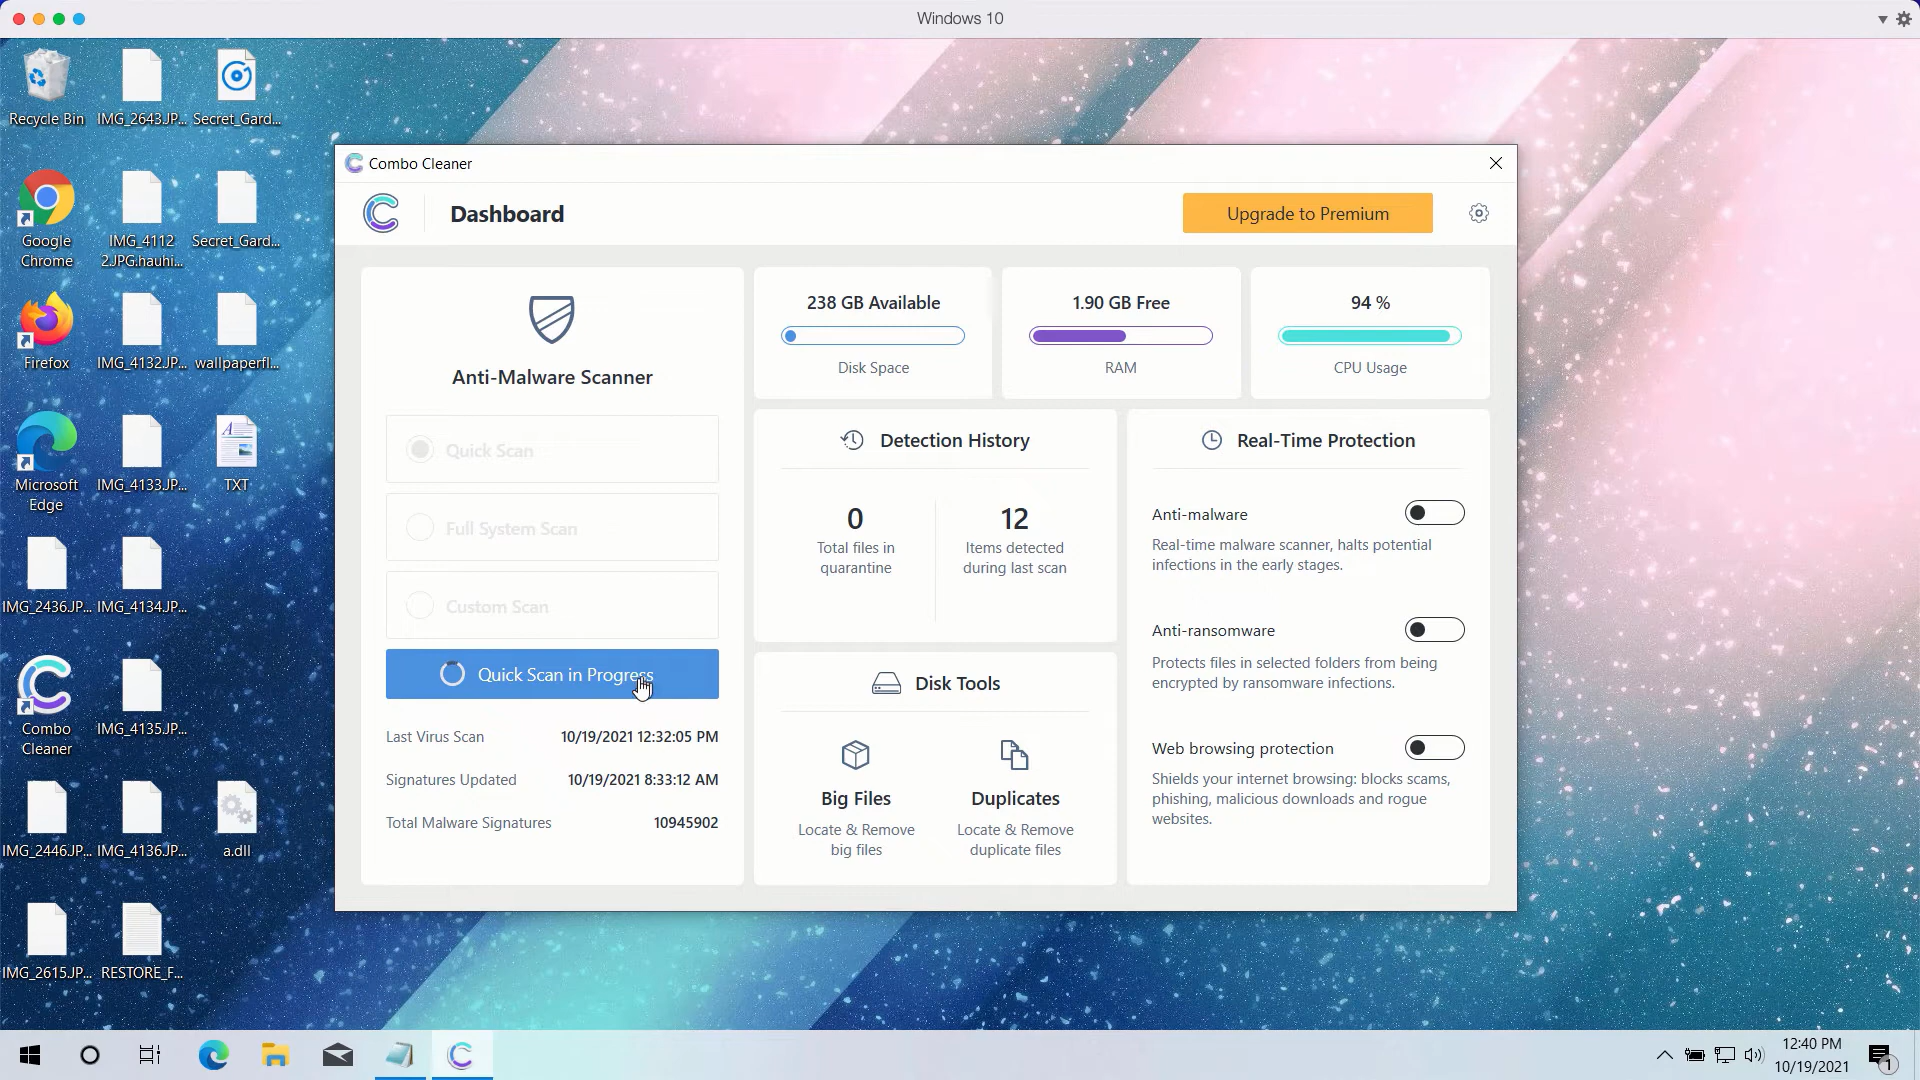 Windows 10
Recycle Bin
IMG_2643.JP...
Secret_Gard...
Google
Chrome
IMG_4112
2.JPG.hauhi...
Secret_Gard...
Firefox
IMG_4132.JP...
wallpaperfl...
Microsoft
Edge
IMG_4133.JP...
TXT
IMG_2436.JP...
IMG_4134.JP...
Combo
Cleaner
IMG_4135.JP...
IMG_2446.JP...
IMG_4136.JP...
a.dll
IMG_2615.JP...
RESTORE_F...
Combo Cleaner
Dashboard
Upgrade to Premium
Anti-Malware Scanner
Quick Scan
Full System Scan
Custom Scan
Quick Scan in Progress
Last Virus Scan 10/19/2021 12:32:05 PM
Signatures Updated 10/19/2021 8:33:12 AM
Total Malware Signatures 10945902
238 GB Available
Disk Space
1.90 GB Free
RAM
94 %
CPU Usage
Detection History
0
Total files in
quarantine
12
Items detected
during last scan
Disk Tools
Big Files
Locate & Remove
big files
Duplicates
Locate & Remove
duplicate files
Real-Time Protection
Anti-malware
Real-time malware scanner, halts potential
infections in the early stages.
Anti-ransomware
Protects files in selected folders from being
encrypted by ransomware infections.
Web browsing protection
Shields your internet browsing: blocks scams,
phishing, malicious downloads and rogue
websites.
12:40 PM
10/19/2021
1